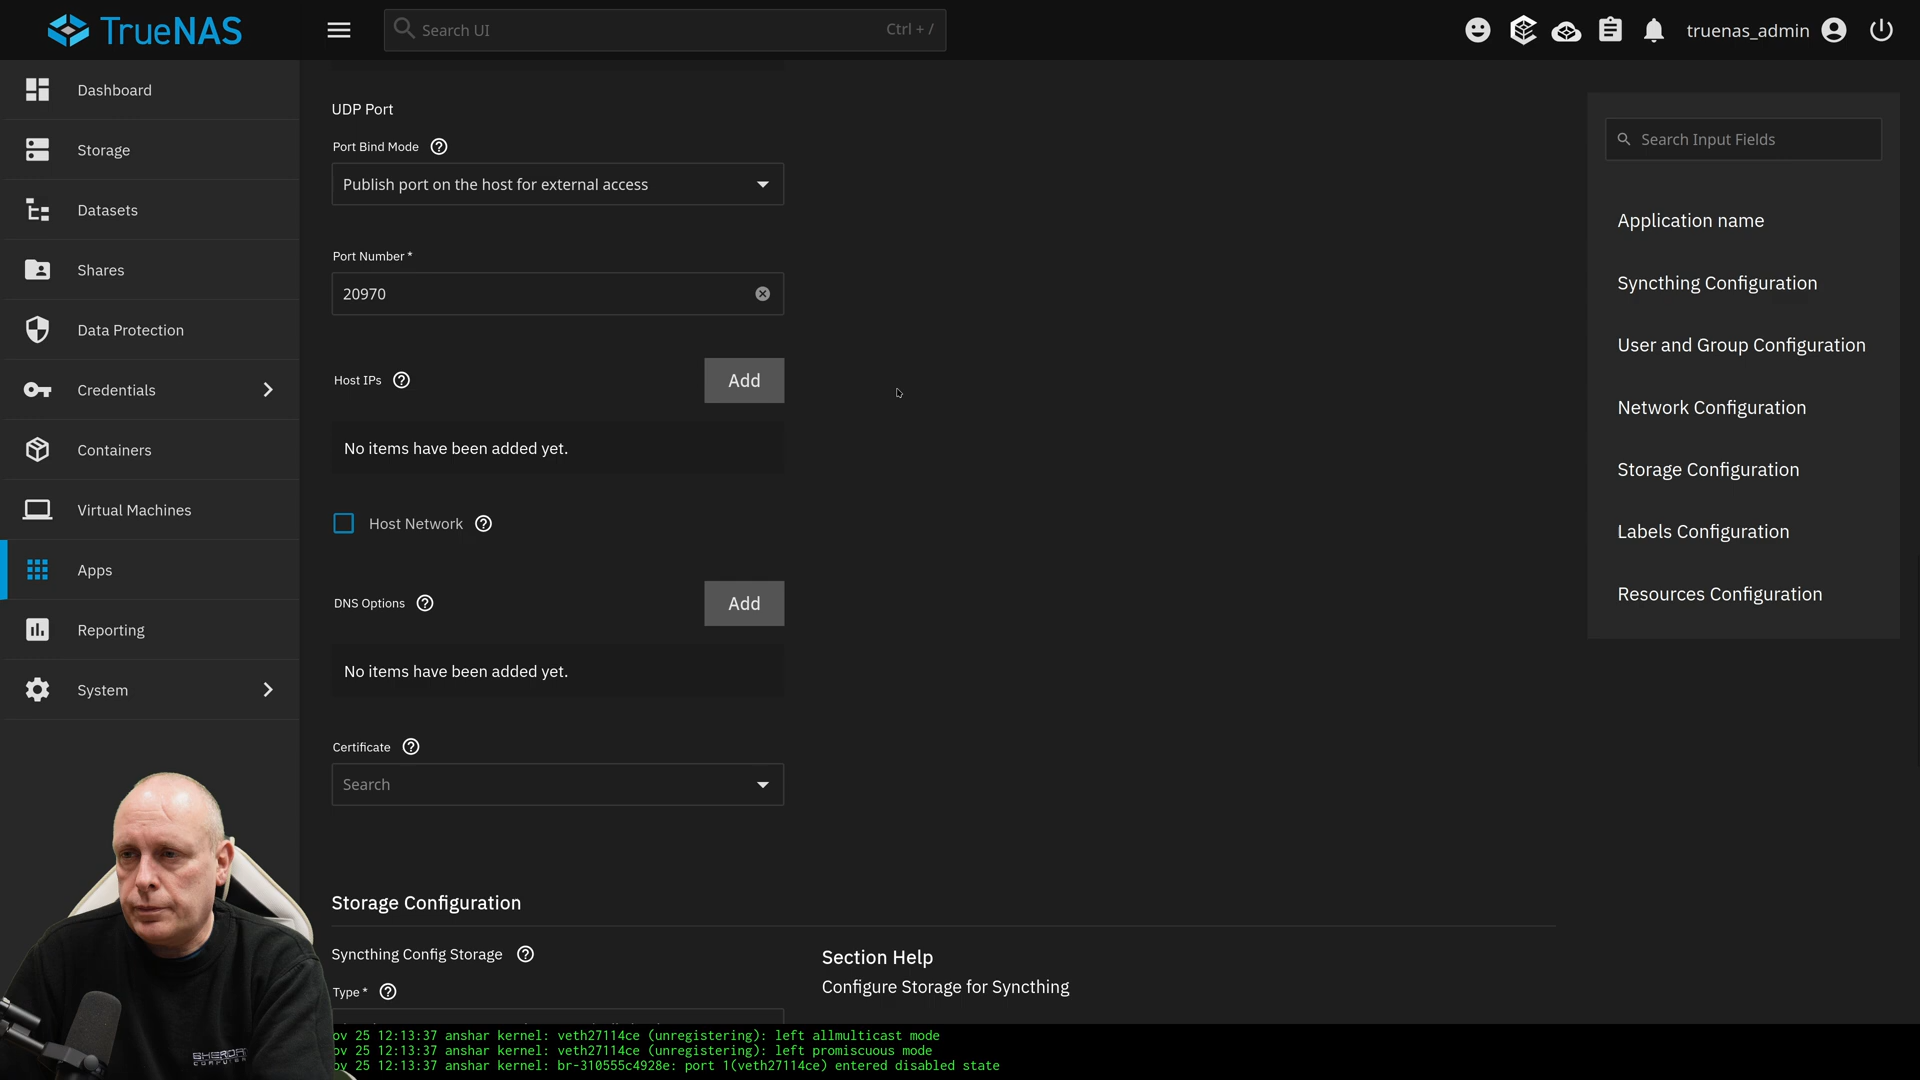 TrueNAS
Search UI
Ctrl + /
truenas_admin
Dashboard
Storage
Datasets
Shares
Data Protection
Credentials
Containers
Virtual Machines
Apps
Reporting
System
UDP Port
Port Bind Mode
Publish port on the host for external access
Port Number *
20970
Host IPs
Add
No items have been added yet.
Host Network
DNS Options
Add
No items have been added yet.
Certificate
Search
Storage Configuration
Syncthing Config Storage
Type *
Section Help
Configure Storage for Syncthing
Search Input Fields
Application name
Syncthing Configuration
User and Group Configuration
Network Configuration
Storage Configuration
Labels Configuration
Resources Configuration
ov 25 12:13:37 anshar kernel: veth27114ce (unregistering): left allmulticast mode
ov 25 12:13:37 anshar kernel: veth27114ce (unregistering): left promiscuous mode
ov 25 12:13:37 anshar kernel: br-310555c4928e: port 1(veth27114ce) entered disabled state